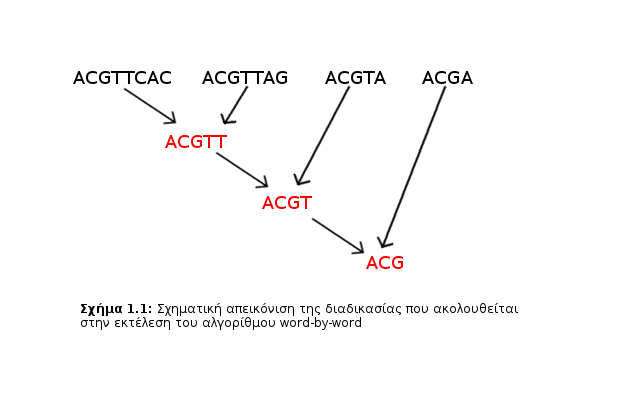 ACGTTCAC ACGTTAG ACGTA ACGA
ACGTT
ACGT
ACG
Σχήμα 1.1: Σχηματική απεικόνιση της διαδικασίας που ακολουθείται
στην εκτέλεση του αλγορίθμου word-by-word